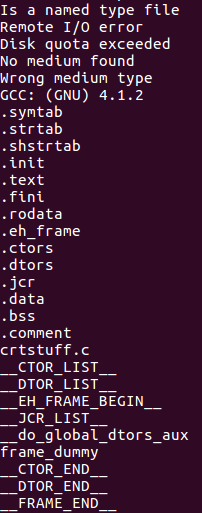 Is a named type file
Remote I/O error
Disk quota exceeded
No medium found
Wrong medium type
GCC: (GNU) 4.1.2
.symtab
.strtab
.shstrtab
.init
.text
.fini
.rodata
.eh_frame
.ctors
.dtors
.jcr
.data
.bss
.comment
crtstuff.c
__CTOR_LIST__
__DTOR_LIST__
__EH_FRAME_BEGIN__
__JCR_LIST__
__do_global_dtors_aux
frame_dummy
__CTOR_END__
__DTOR_END__
__FRAME_END__